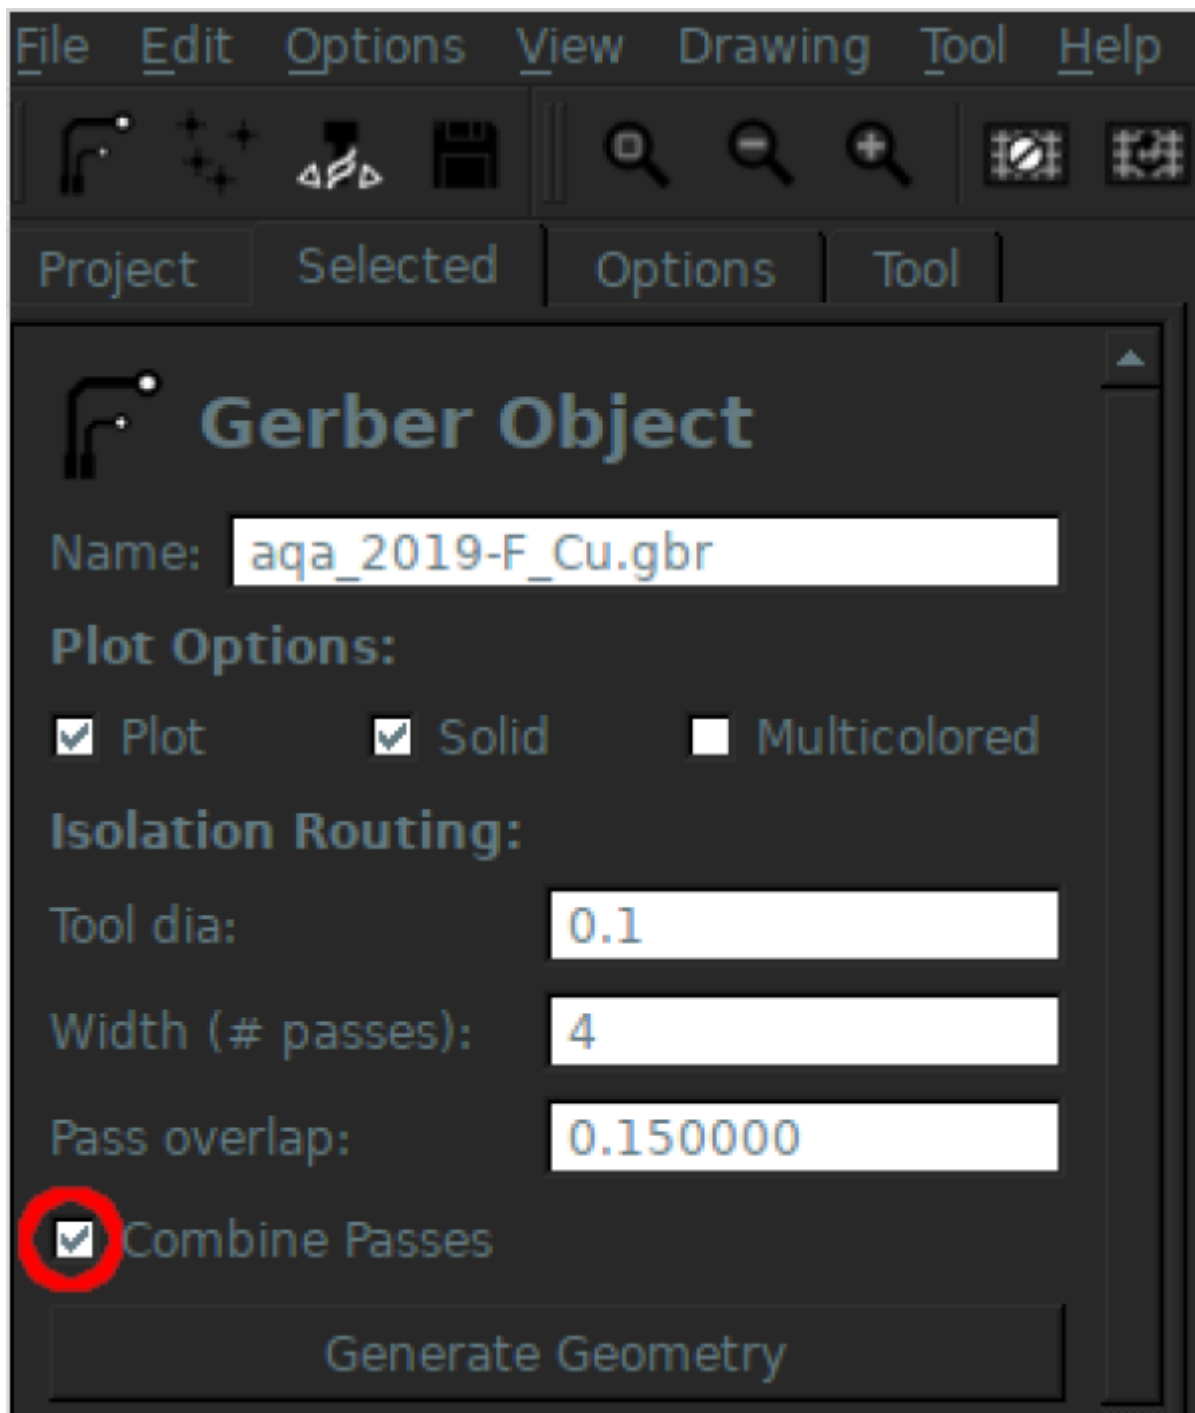 File Edit Options View Drawing Tool Help
Project Selected Options Tool
Gerber Object
Name: aqa_2019-F_Cu.gbr
Plot Options:
Plot Solid Multicolored
Isolation Routing:
Tool dia: 0.1
Width (# passes): 4
Pass overlap: 0.150000
Combine Passes
Generate Geometry